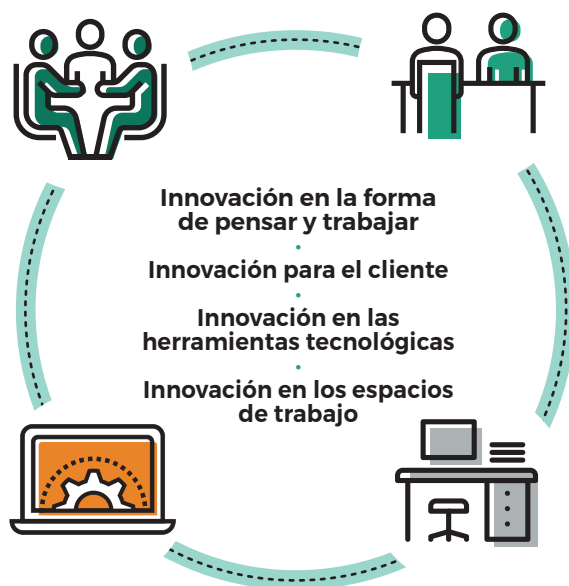 Innovación en la forma
de pensar y trabajar
Innovación para el cliente
Innovación en las
herramientas tecnológicas
Innovación en los espacios
de trabajo